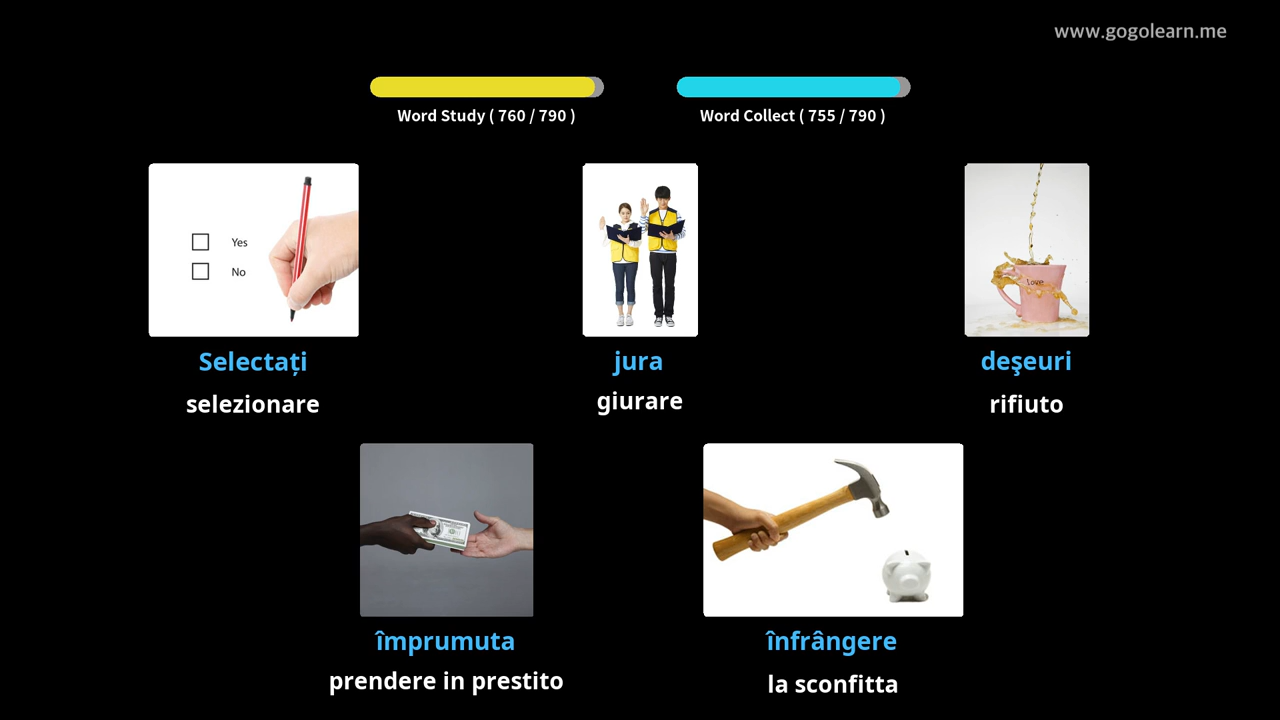 www.gogolearn.me
Word Study ( 760 / 790 )
Word Collect ( 755 / 790 )
Yes
No
Love
Selectați
jura
deşeuri
selezionare
giurare
rifiuto
împrumuta
înfrângere
prendere in prestito
la sconfitta